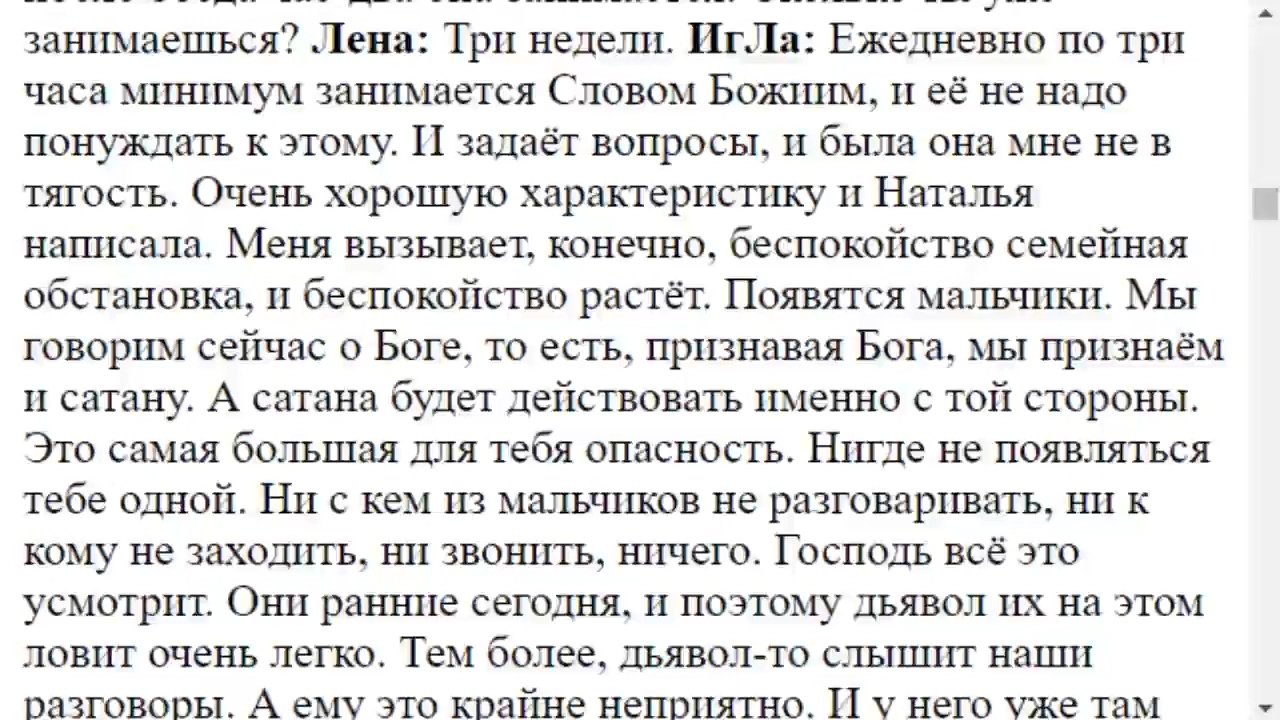 занимаешься? Лена: Три недели. ИгЛа: Ежедневно по три
часа минимум занимается Словом Божиим, и её не надо
понуждать к этому. И задаёт вопросы, и была она мне не в
тягость. Очень хорошую характеристику и Наталья
написала. Меня вызывает, конечно, беспокойство семейная
обстановка, и беспокойство растёт. Появятся мальчики. Мы
говорим сейчас о Боге, то есть, признавая Бога, мы признаём
и сатану. А сатана будет действовать именно с той стороны.
Это самая большая для тебя опасность. Нигде не появляться
тебе одной. Ни с кем из мальчиков не разговаривать, ни к
кому не заходить, ни звонить, ничего. Господь всё это
усмотрит. Они ранние сегодня, и поэтому дьявол их на этом
ловит очень легко. Тем более, дьявол-то слышит наши
разговоры. А ему это крайне неприятно. И у него уже там